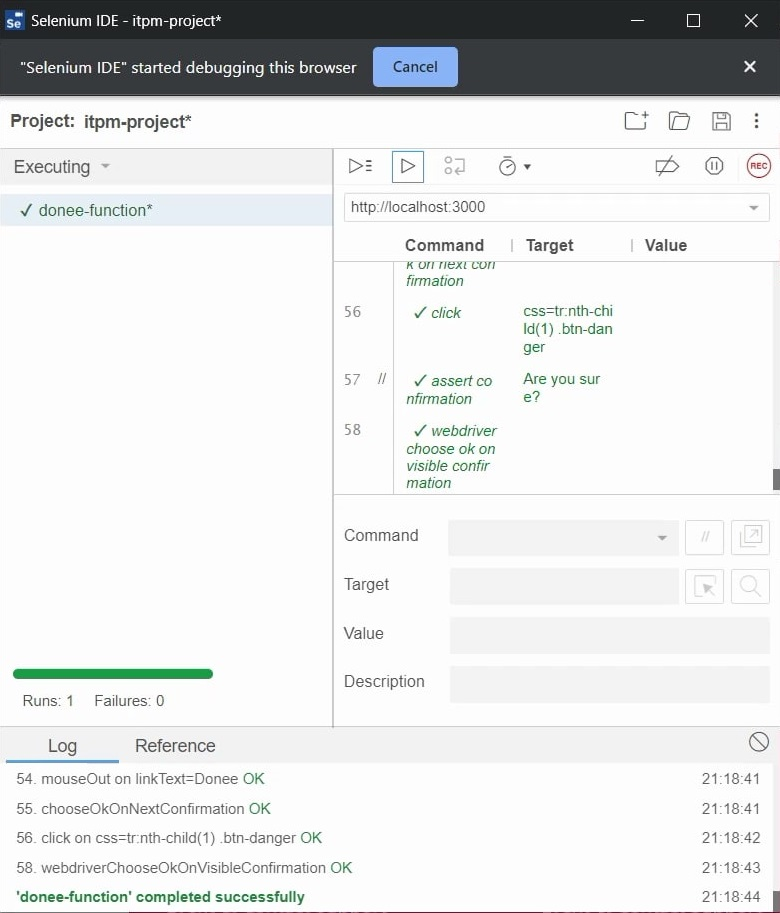 Se Selenium IDE - itpm-project*
"Selenium IDE" started debugging this browser Cancel
Project: itpm-project*
Executing
REC
✓ donee-function*
http://localhost:3000
Command Target Value
k on next con
firmation
56 ✓ click css=tr:nth-chi
ld(1) .btn-dan
ger
57 // ✓ assert co Are you sur
nfirmation e?
58 ✓ webdriver
choose ok on
visible confir
mation
Command //
Target
Value
Description
Runs: 1 Failures: 0
Log Reference
54. mouseOut on linkText=Donee OK 21:18:41
55. chooseOkOnNextConfirmation OK 21:18:41
56. click on css=tr:nth-child(1) .btn-danger OK 21:18:42
58. webdriverChooseOkOnVisibleConfirmation OK 21:18:43
'donee-function' completed successfully 21:18:44